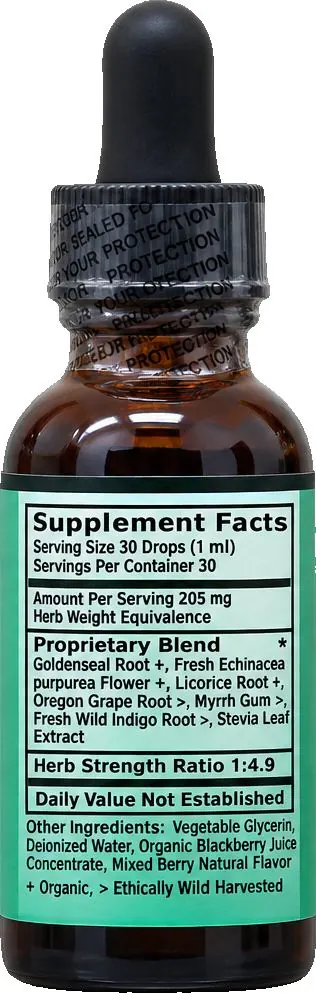 SEALED FO
YOUR PROTECTION
PROTECTION
PROTECTION
Supplement Facts
Serving Size 30 Drops (1 ml)
Servings Per Container 30
Amount Per Serving 205 mg
Herb Weight Equivalence
Proprietary Blend *
Goldenseal Root +, Fresh Echinacea
purpurea Flower +, Licorice Root +,
Oregon Grape Root >, Myrrh Gum >,
Fresh Wild Indigo Root >, Stevia Leaf
Extract
Herb Strength Ratio 1:4.9
Daily Value Not Established
Other Ingredients: Vegetable Glycerin,
Deionized Water, Organic Blackberry Juice
Concentrate, Mixed Berry Natural Flavor
+ Organic, > Ethically Wild Harvested